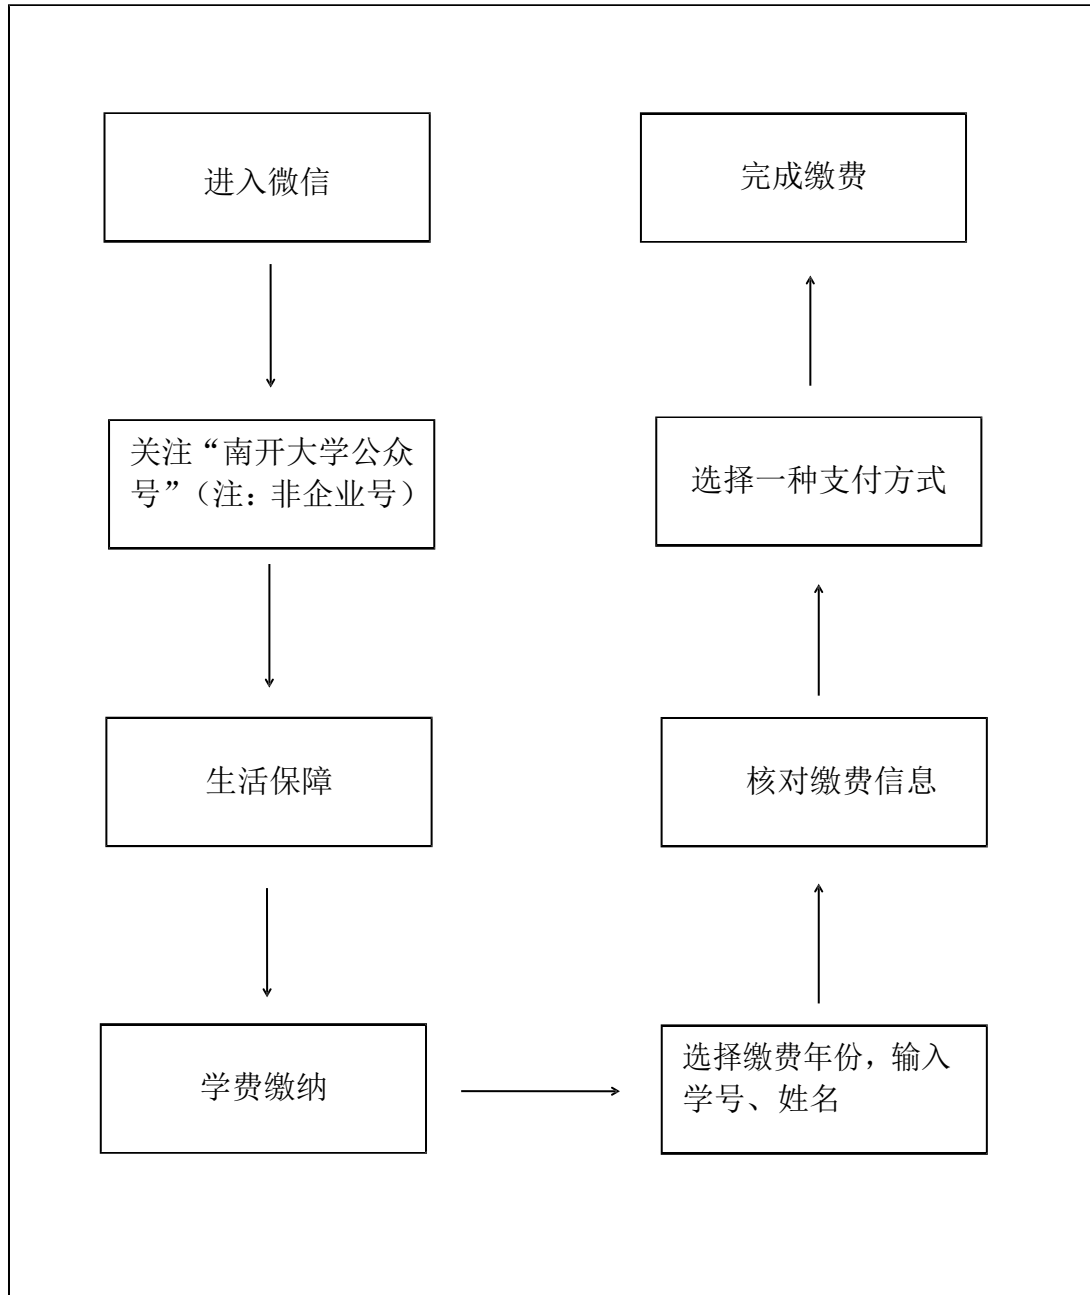 进入微信
关注“南开大学公众
号”（注：非企业号）
生活保障
学费缴纳
选择缴费年份，输入
学号、姓名
核对缴费信息
选择一种支付方式
完成缴费